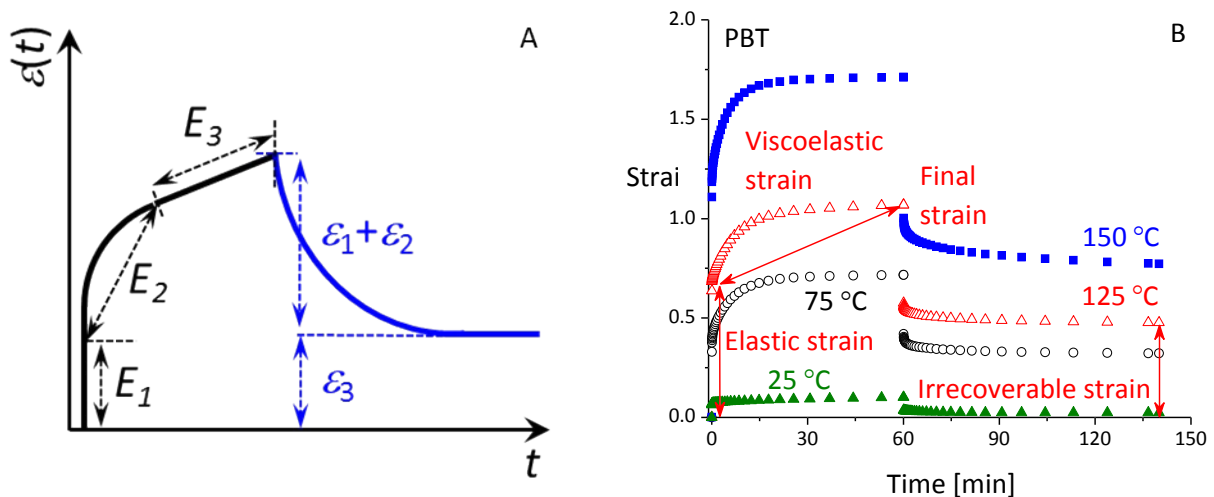 A
ε(t)
E3
E2
E1
ε1+ε2
ε3
t
B
PBT
2.0
1.5
1.0
0.5
0.0
Strai
Viscoelastic
strain
Final
strain
150 °C
125 °C
75 °C
Elastic strain
25 °C
Irrecoverable strain
0
30
60
90
120
150
Time [min]